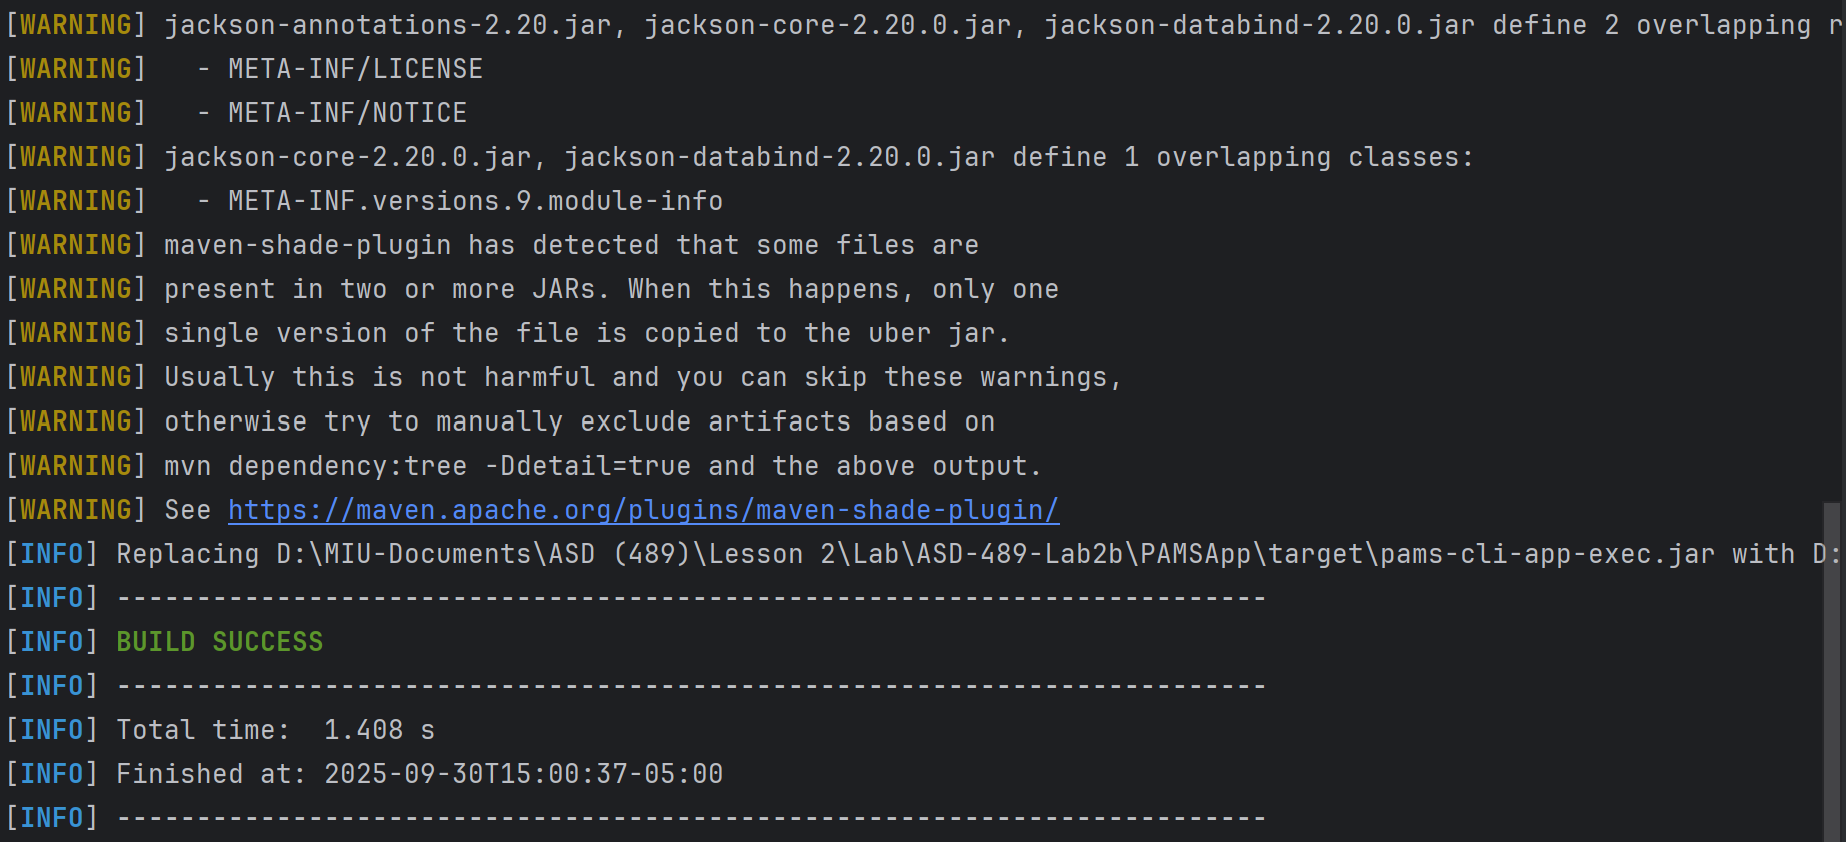 [WARNING] jackson-annotations-2.20.jar, jackson-core-2.20.0.jar, jackson-databind-2.20.0.jar define 2 overlapping
[WARNING]   - META-INF/LICENSE
[WARNING]   - META-INF/NOTICE
[WARNING] jackson-core-2.20.0.jar, jackson-databind-2.20.0.jar define 1 overlapping classes:
[WARNING]   - META-INF.versions.9.module-info
[WARNING] maven-shade-plugin has detected that some files are
[WARNING] present in two or more JARs. When this happens, only one
[WARNING] single version of the file is copied to the uber jar.
[WARNING] Usually this is not harmful and you can skip these warnings,
[WARNING] otherwise try to manually exclude artifacts based on
[WARNING] mvn dependency:tree -Ddetail=true and the above output.
[WARNING] See https://maven.apache.org/plugins/maven-shade-plugin/
[INFO] Replacing D:\MIU-Documents\ASD (489)\Lesson 2\Lab\ASD-489-Lab2b\PAMSApp\target\pams-cli-app-exec.jar with D:
[INFO] ------------------------------------------------------------------------
[INFO] BUILD SUCCESS
[INFO] ------------------------------------------------------------------------
[INFO] Total time:  1.408 s
[INFO] Finished at: 2025-09-30T15:00:37-05:00
[INFO] ------------------------------------------------------------------------